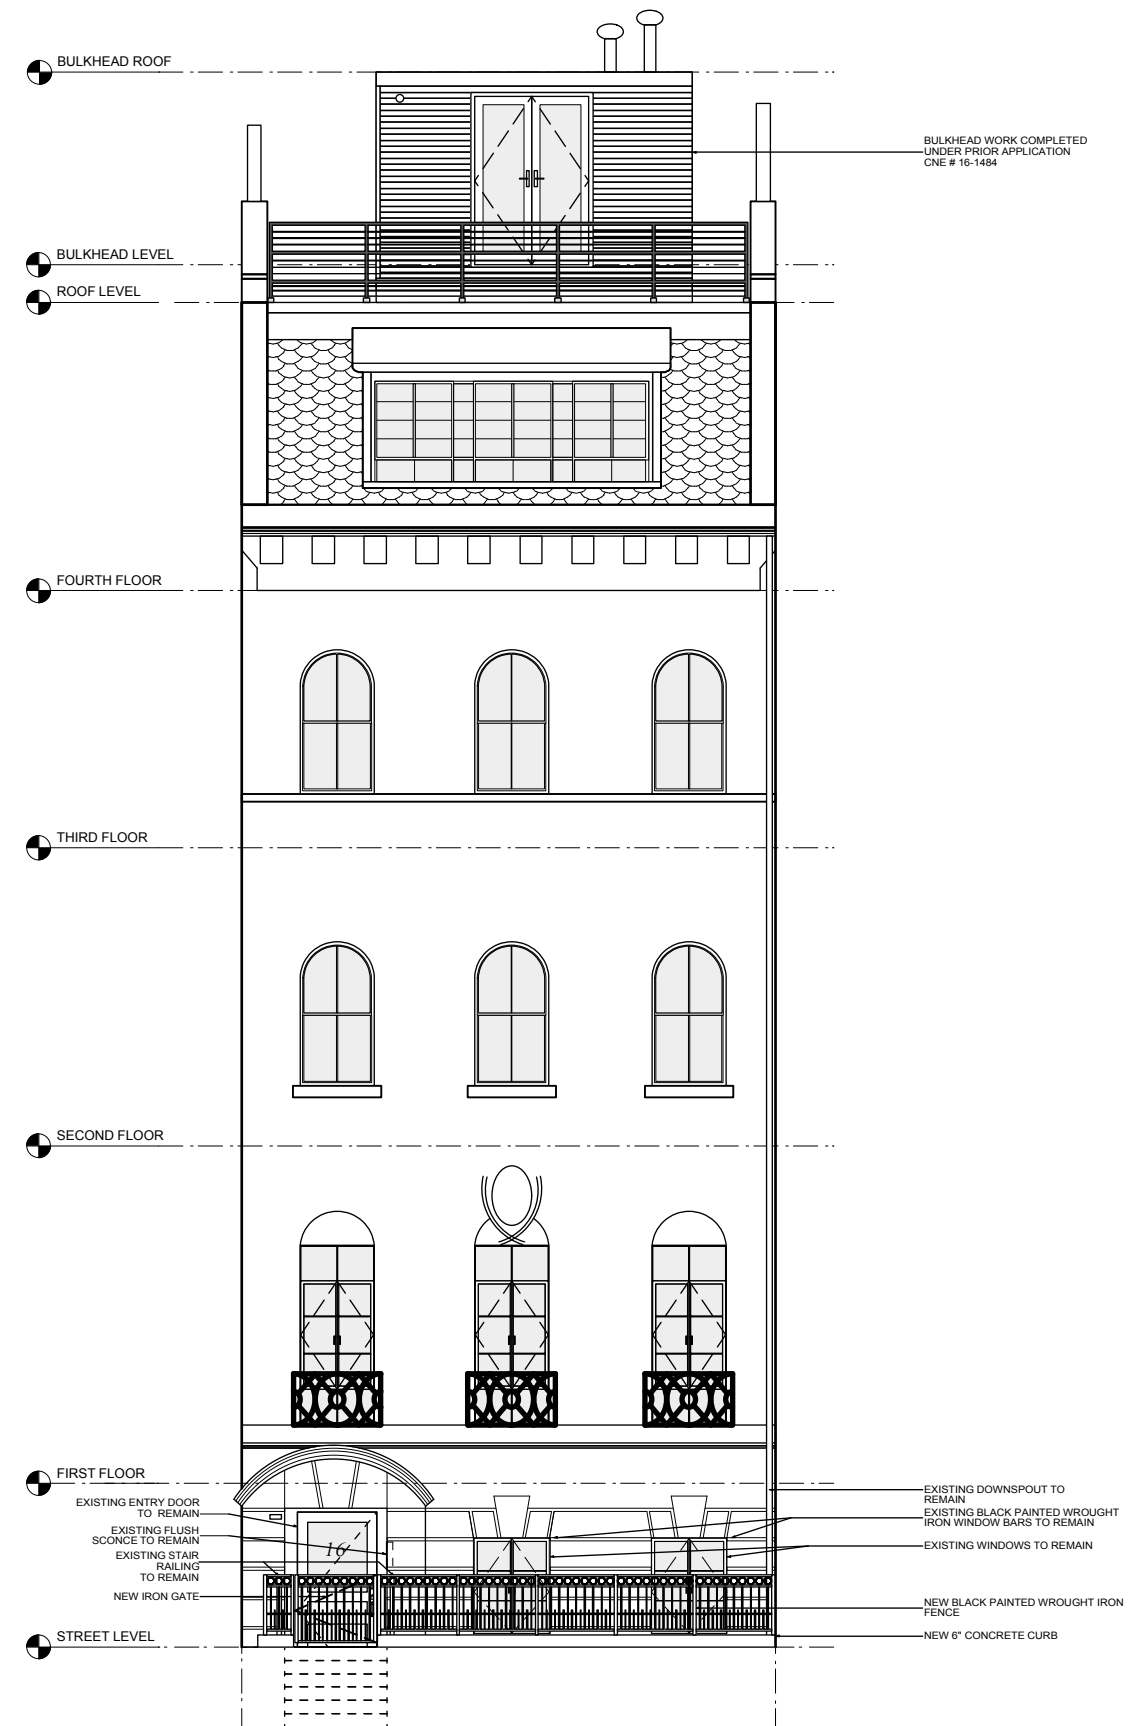 BULKHEAD ROOF
BULKHEAD WORK COMPLETED
UNDER PRIOR APPLICATION
CNE # 16-1484
BULKHEAD LEVEL
ROOF LEVEL
FOURTH FLOOR
THIRD FLOOR
SECOND FLOOR
FIRST FLOOR
EXISTING ENTRY DOOR
TO REMAIN
EXISTING FLUSH
SCONCE TO REMAIN
EXISTING STAIR
RAILING
TO REMAIN
NEW IRON GATE
STREET LEVEL
16
EXISTING DOWNSPOUT TO
REMAIN
EXISTING BLACK PAINTED WROUGHT
IRON WINDOW BARS TO REMAIN
EXISTING WINDOWS TO REMAIN
NEW BLACK PAINTED WROUGHT IRON
FENCE
NEW 6" CONCRETE CURB